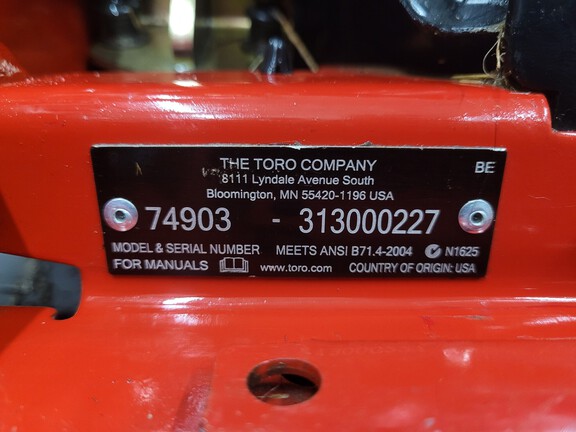 THE TORO COMPANY
BE
8111 Lyndale Avenue South
Bloomington, MN 55420-1196 USA
74903 - 313000227
MODEL & SERIAL NUMBER MEETS ANSI B71.4-2004 N1625
FOR MANUALS www.toro.com COUNTRY OF ORIGIN: USA